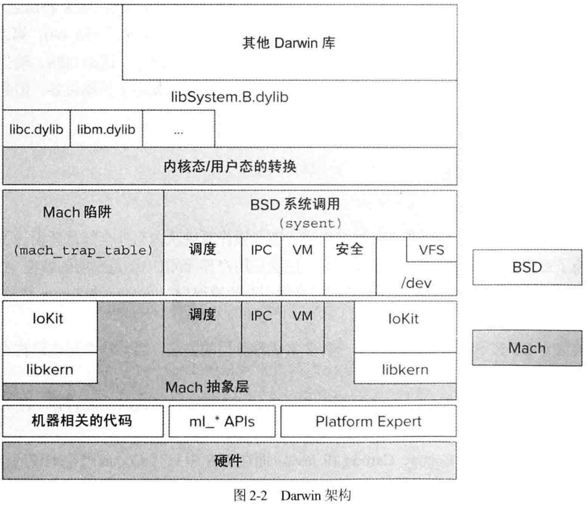 其他 Darwin 库
libSystem.B.dylib
libc.dylib
libm.dylib
...
内核态/用户态的转换
Mach 陷阱
(mach_trap_table)
BSD 系统调用
(sysent)
调度
IPC
VM
安全
VFS
/dev
BSD
IoKit
调度
IPC
VM
IoKit
Mach
libkern
libkern
Mach 抽象层
机器相关的代码
ml_* APIs
Platform Expert
硬件
图 2-2 Darwin 架构